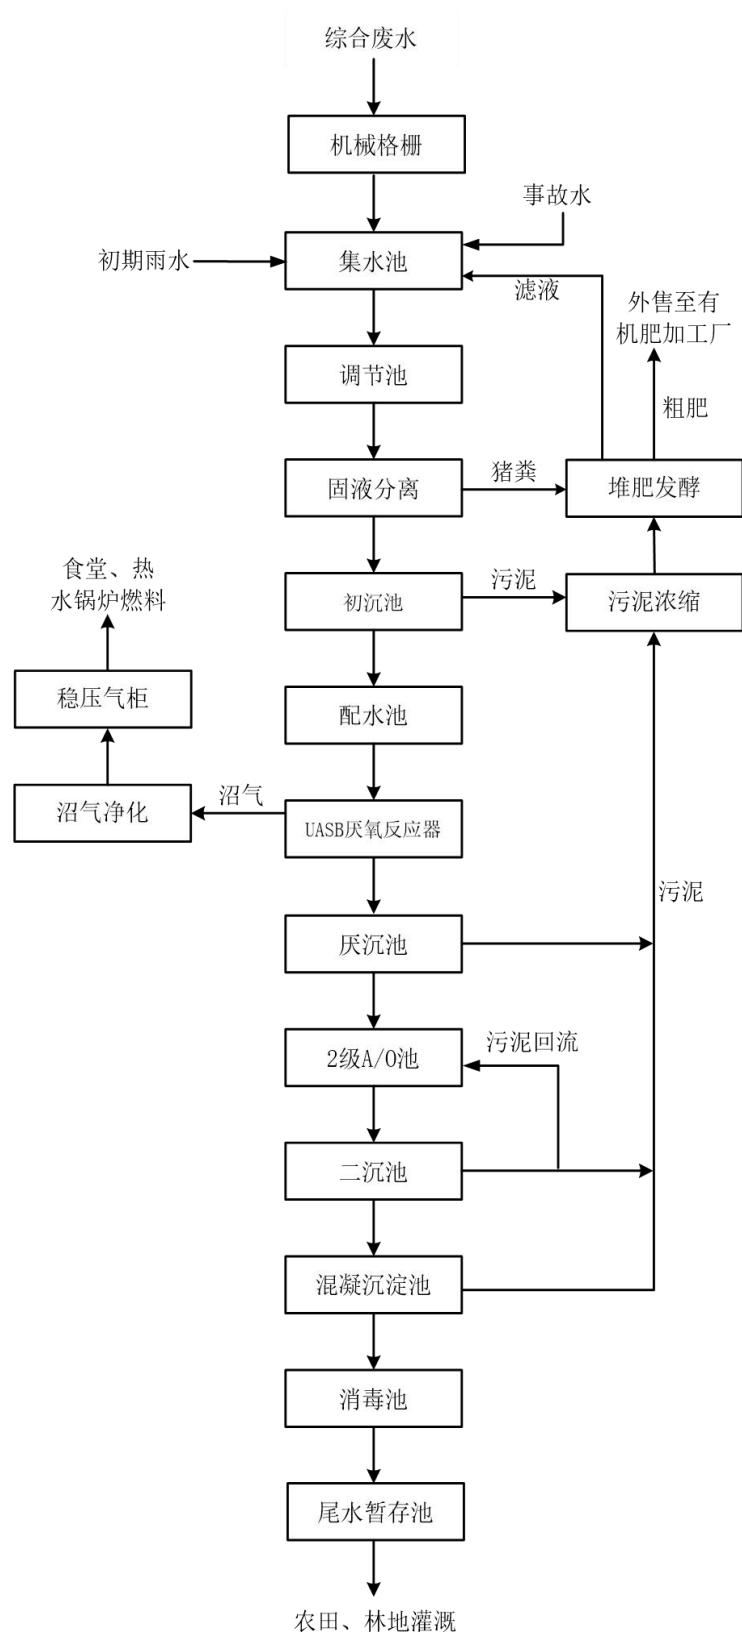 综合废水
机械格栅
事故水
初期雨水
集水池
滤液
外售至有
机肥加工厂
调节池
粗肥
固液分离
猪粪
堆肥发酵
食堂、热
水锅炉燃料
初沉池
污泥
污泥浓缩
稳压气柜
配水池
沼气净化
沼气
UASB厌氧反应器
污泥
厌沉池
污泥回流
2级A/O池
二沉池
混凝沉淀池
消毒池
尾水暂存池
农田、林地灌溉